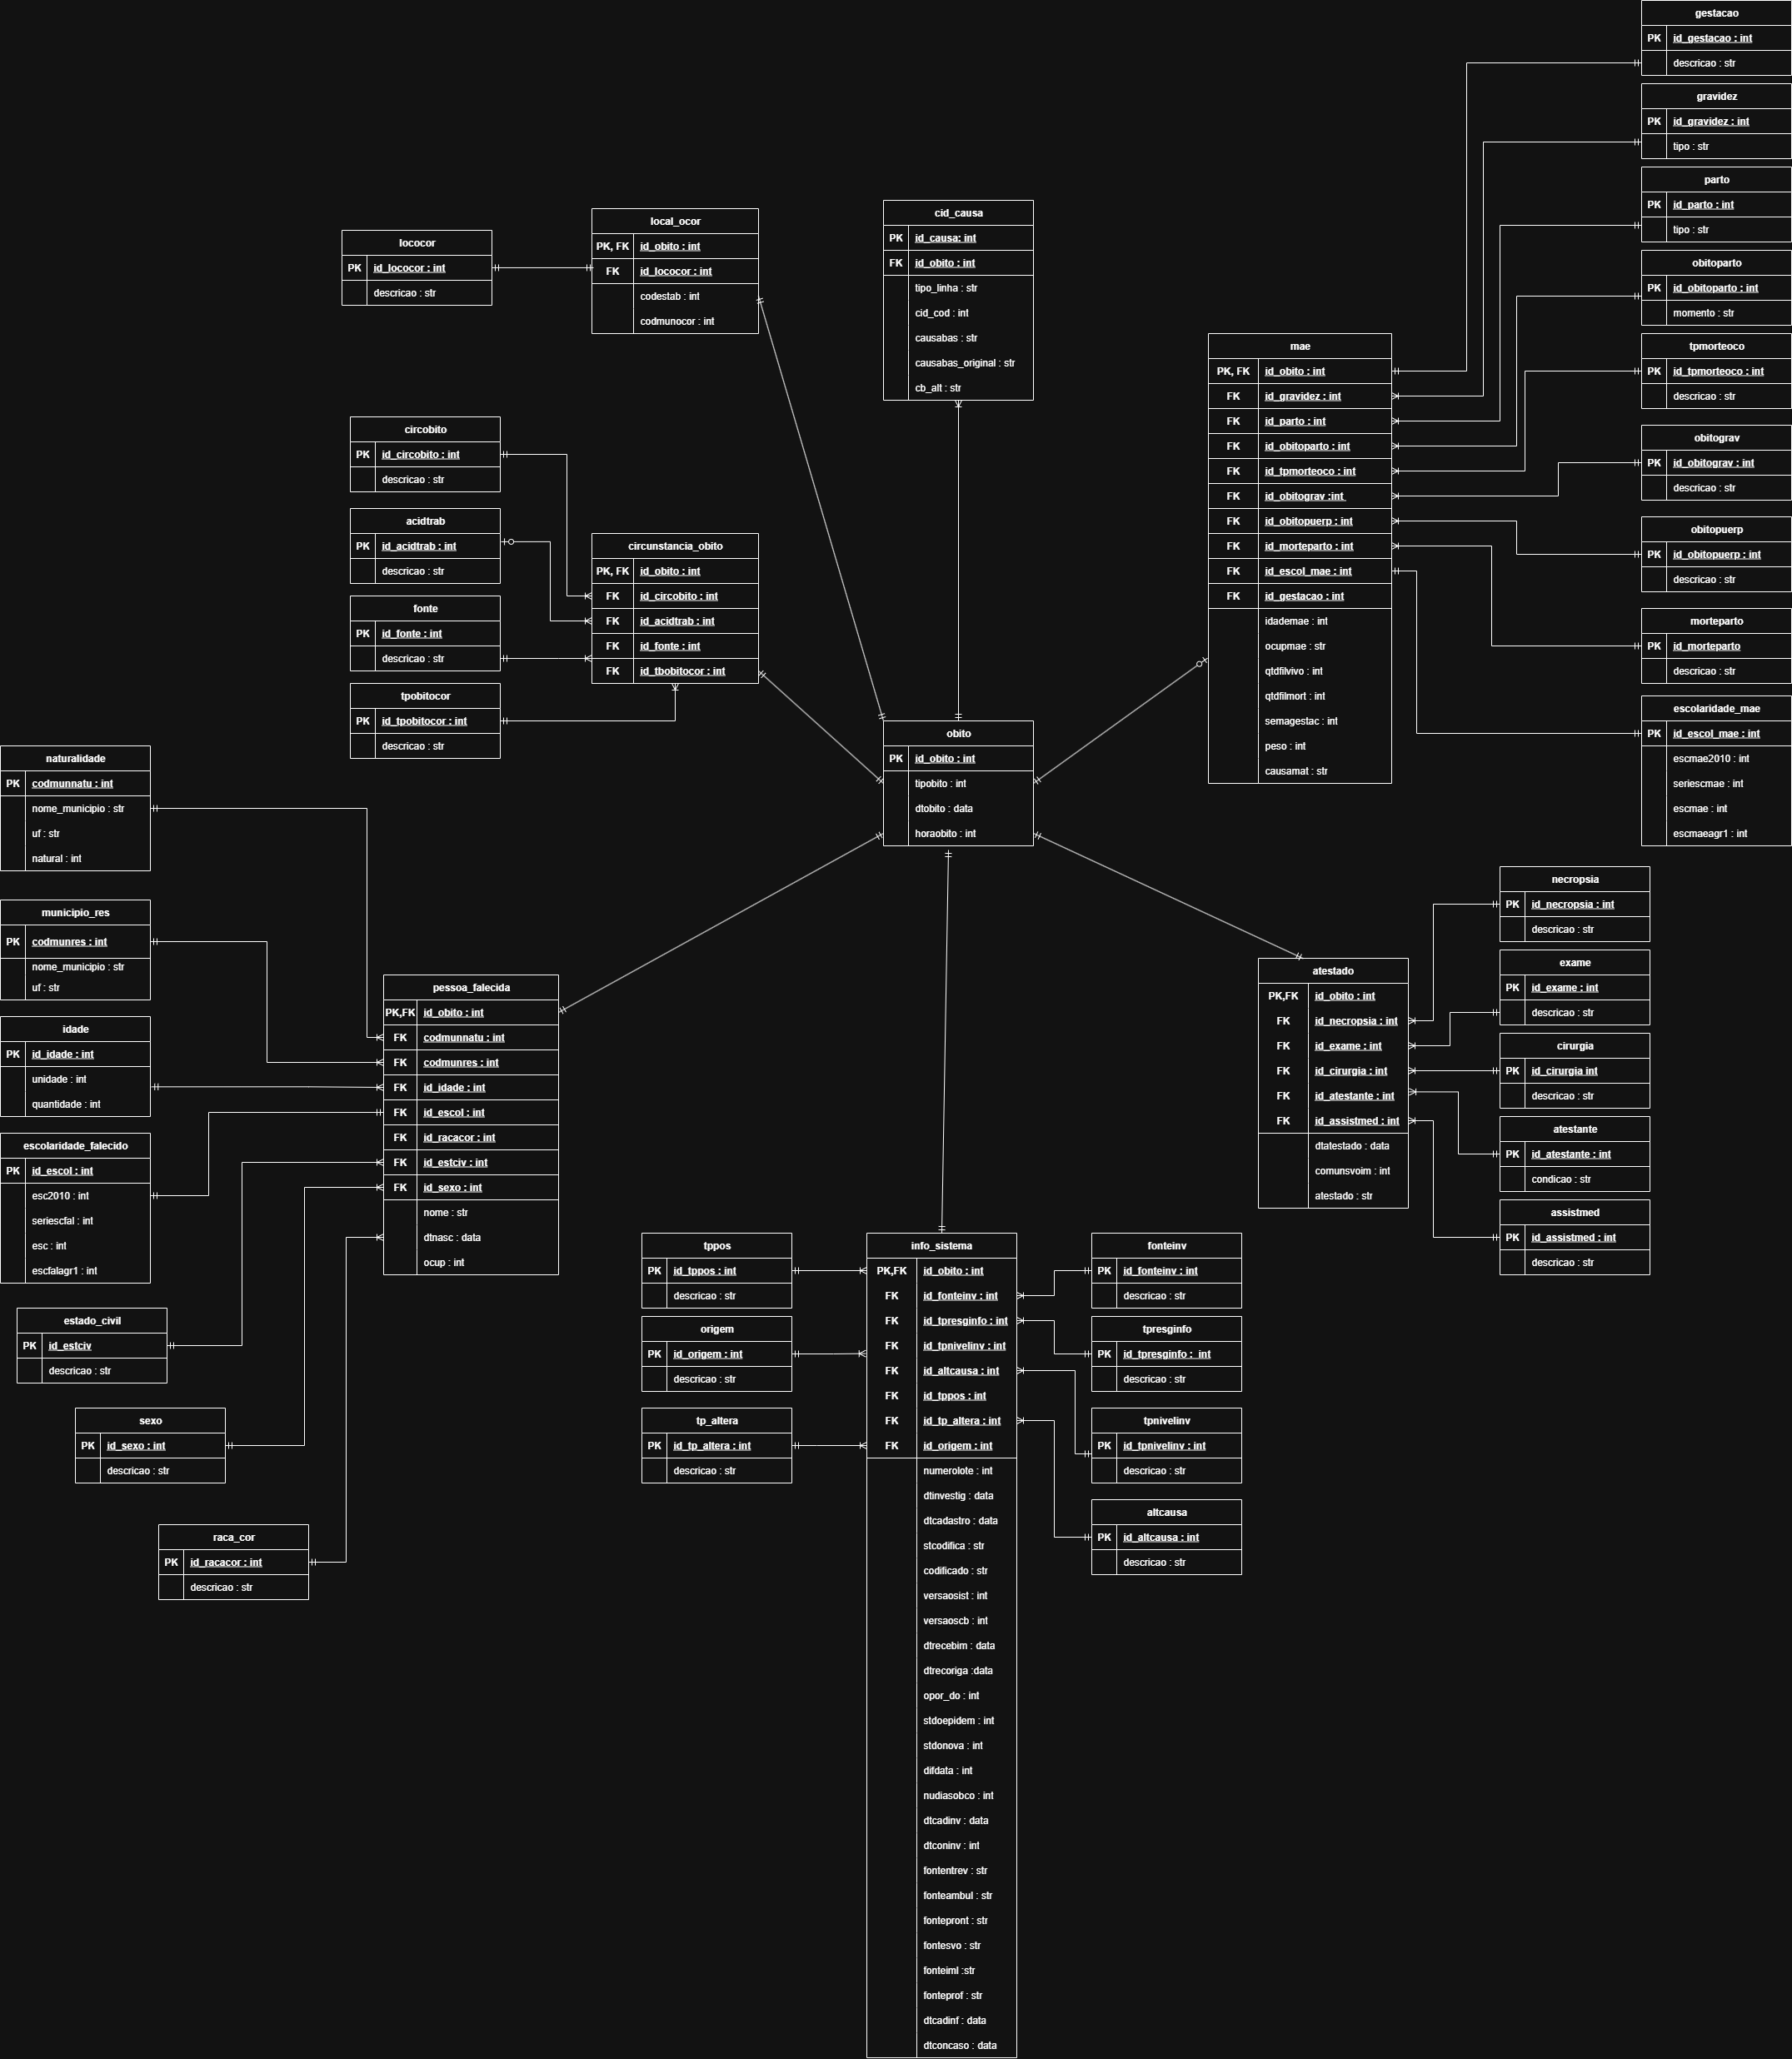 gestacao
PK id_gestacao : int
descricao : str
gravidez
PK id_gravidez : int
tipo : str
parto
PK id_parto : int
tipo : str
obitoparto
PK id_obitoparto : int
momento : str
tpmorteoco
PK id_tpmorteoco : int
descricao : str
obitograv
PK id_obitograv : int
descricao : str
obitopuerp
PK id_obitopuerp : int
descricao : str
morteparto
PK id_morteparto
descricao : str
escolaridade_mae
PK id_escol_mae : int
escmae2010 : int
seriescmae : int
escmae : int
escmaeagr1 : int
mae
PK, FK id_obito : int
FK id_gravidez : int
FK id_parto : int
FK id_obitoparto : int
FK id_tpmorteoco : int
FK id_obitograv :int
FK id_obitopuerp : int
FK id_morteparto : int
FK id_escol_mae : int
FK id_gestacao : int
idademae : int
ocupmae : str
qtdfilvivo : int
qtdfilmort : int
semagestac : int
peso : int
causamat : str
cid_causa
PK id_causa: int
FK id_obito : int
tipo_linha : str
cid_cod : int
causabas : str
causabas_original : str
cb_alt : str
local_ocor
PK, FK id_obito : int
FK id_lococor : int
codestab : int
codmunocor : int
lococor
PK id_lococor : int
descricao : str
circobito
PK id_circobito : int
descricao : str
acidtrab
PK id_acidtrab : int
descricao : str
fonte
PK id_fonte : int
descricao : str
tpobitocor
PK id_tpobitocor : int
descricao : str
circunstancia_obito
PK, FK id_obito : int
FK id_circobito : int
FK id_acidtrab : int
FK id_fonte : int
FK id_tbobitocor : int
obito
PK id_obito : int
tipobito : int
dtobito : data
horaobito : int
naturalidade
PK codmunnatu : int
nome_municipio : str
uf : str
natural : int
municipio_res
PK codmunres : int
nome_municipio : str
uf : str
idade
PK id_idade : int
unidade : int
quantidade : int
escolaridade_falecido
PK id_escol : int
esc2010 : int
seriescfal : int
esc : int
escfalagr1 : int
estado_civil
PK id_estciv
descricao : str
sexo
PK id_sexo : int
descricao : str
raca_cor
PK id_racacor : int
descricao : str
pessoa_falecida
PK,FK id_obito : int
FK codmunnatu : int
FK codmunres : int
FK id_idade : int
FK id_escol : int
FK id_racacor : int
FK id_estciv : int
FK id_sexo : int
nome : str
dtnasc : data
ocup : int
atestado
PK,FK id_obito : int
FK id_necropsia : int
FK id_exame : int
FK id_cirurgia : int
FK id_atestante : int
FK id_assistmed : int
dtatestado : data
comunsvoim : int
atestado : str
necropsia
PK id_necropsia : int
descricao : str
exame
PK id_exame : int
descricao : str
cirurgia
PK id_cirurgia int
descricao : str
atestante
PK id_atestante : int
condicao : str
assistmed
PK id_assistmed : int
descricao : str
tppos
PK id_tppos : int
descricao : str
origem
PK id_origem : int
descricao : str
tp_altera
PK id_tp_altera : int
descricao : str
info_sistema
PK,FK id_obito : int
FK id_fonteinv : int
FK id_tpresginfo : int
FK id_tpnivelinv : int
FK id_altcausa : int
FK id_tppos : int
FK id_tp_altera : int
FK id_origem : int
numerolote : int
dtinvestig : data
dtcadastro : data
stcodifica : str
codificado : str
versaosist : int
versaoscb : int
dtrecebim : data
dtrecoriga :data
opor_do : int
stdoepidem : int
stdonova : int
difdata : int
nudiasobco : int
dtcadinv : data
dtconinv : int
fontentrev : str
fonteambul : str
fontepront : str
fontesvo : str
fonteiml :str
fonteprof : str
dtcadinf : data
dtconcaso : data
fonteinv
PK id_fonteinv : int
descricao : str
tpresginfo
PK id_tpresginfo : int
descricao : str
tpnivelinv
PK id_tpnivelinv : int
descricao : str
altcausa
PK id_altcausa : int
descricao : str